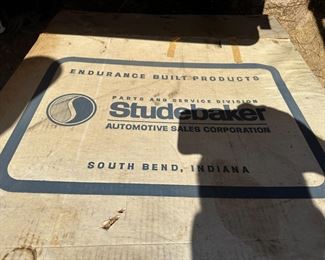 ENDURANCE BUILT PRODUCTS
PARTS AND SERVICE DIVISION
Studebaker
AUTOMOTIVE SALES CORPORATION
SOUTH BEND, INDIANA